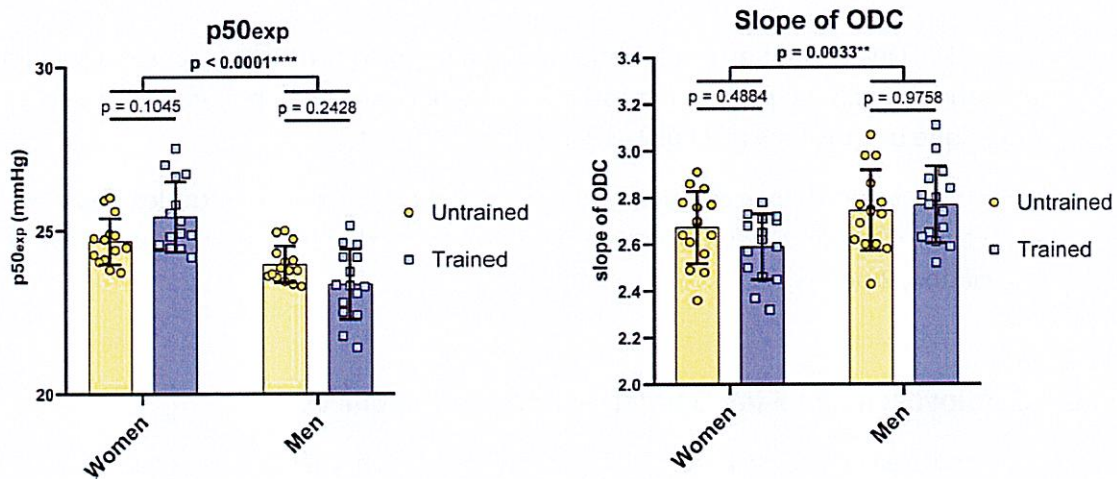 p50exp
p < 0.0001****
p = 0.1045
p = 0.2428
30
25
20
p50exp (mmHg)
Women
Men
Untrained
Trained
Slope of ODC
p = 0.0033**
p = 0.4884
p = 0.9758
3.4
3.2
3.0
2.8
2.6
2.4
2.2
2.0
slope of ODC
Women
Men
Untrained
Trained